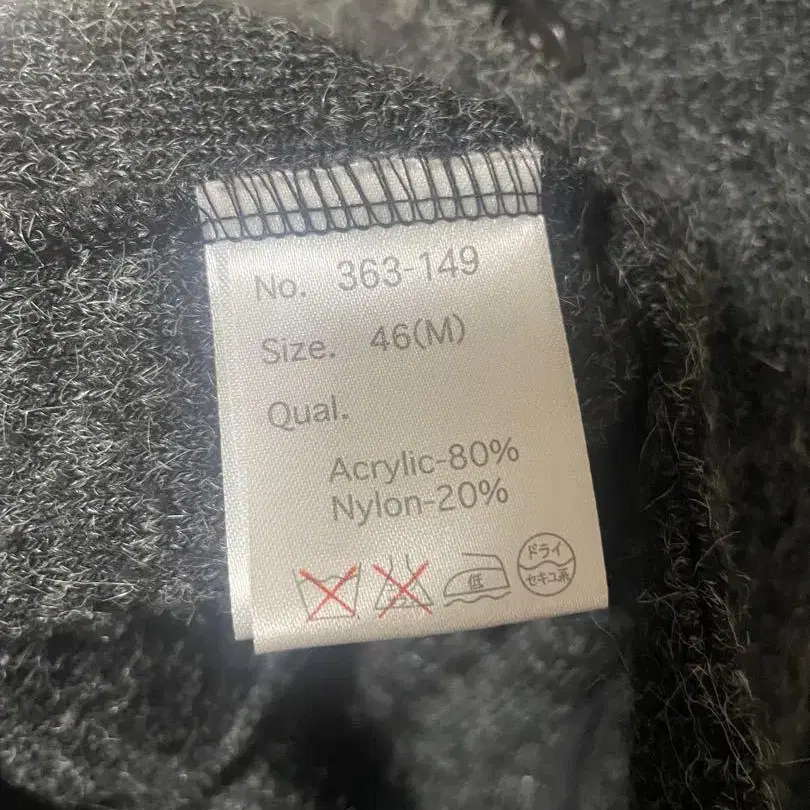 No. 363-149
Size. 46(M)
Qual.
Acrylic-80%
Nylon-20%
低
ドライ
セキユ系